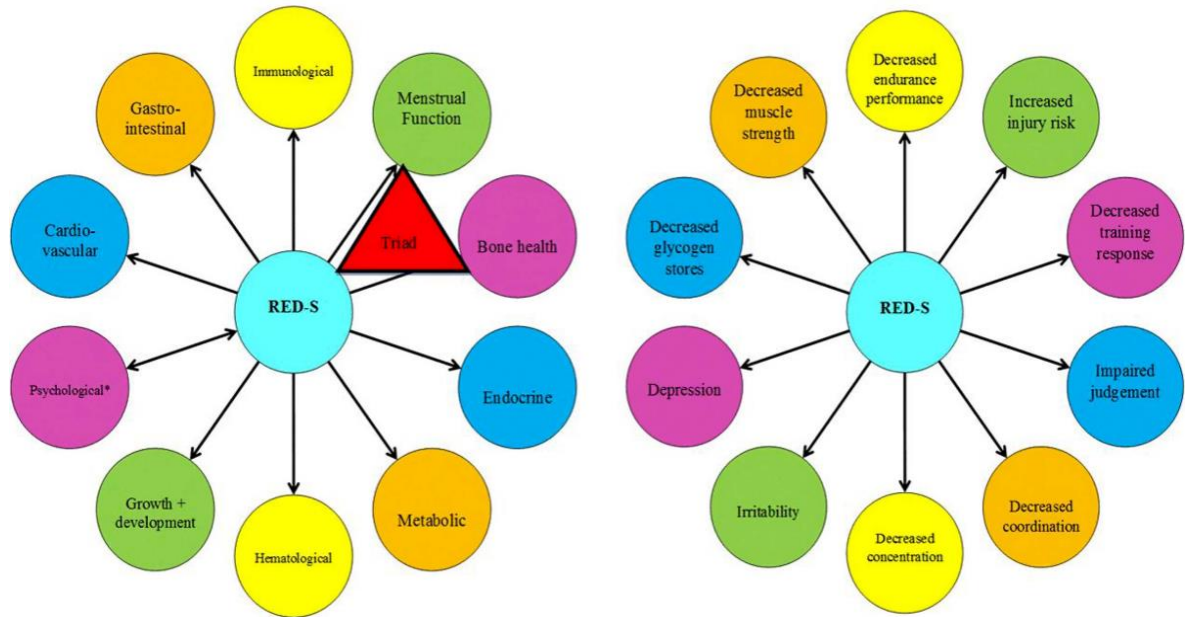 Immunological
Gastro-
intestinal
Menstrual
Function
Cardio-
vascular
Triad
Bone health
RED-S
Psychological*
Endocrine
Growth +
development
Metabolic
Hematological
Decreased
endurance
performance
Decreased
muscle
strength
Increased
injury risk
Decreased
glycogen
stores
Decreased
training
response
RED-S
Depression
Impaired
judgement
Irritability
Decreased
coordination
Decreased
concentration